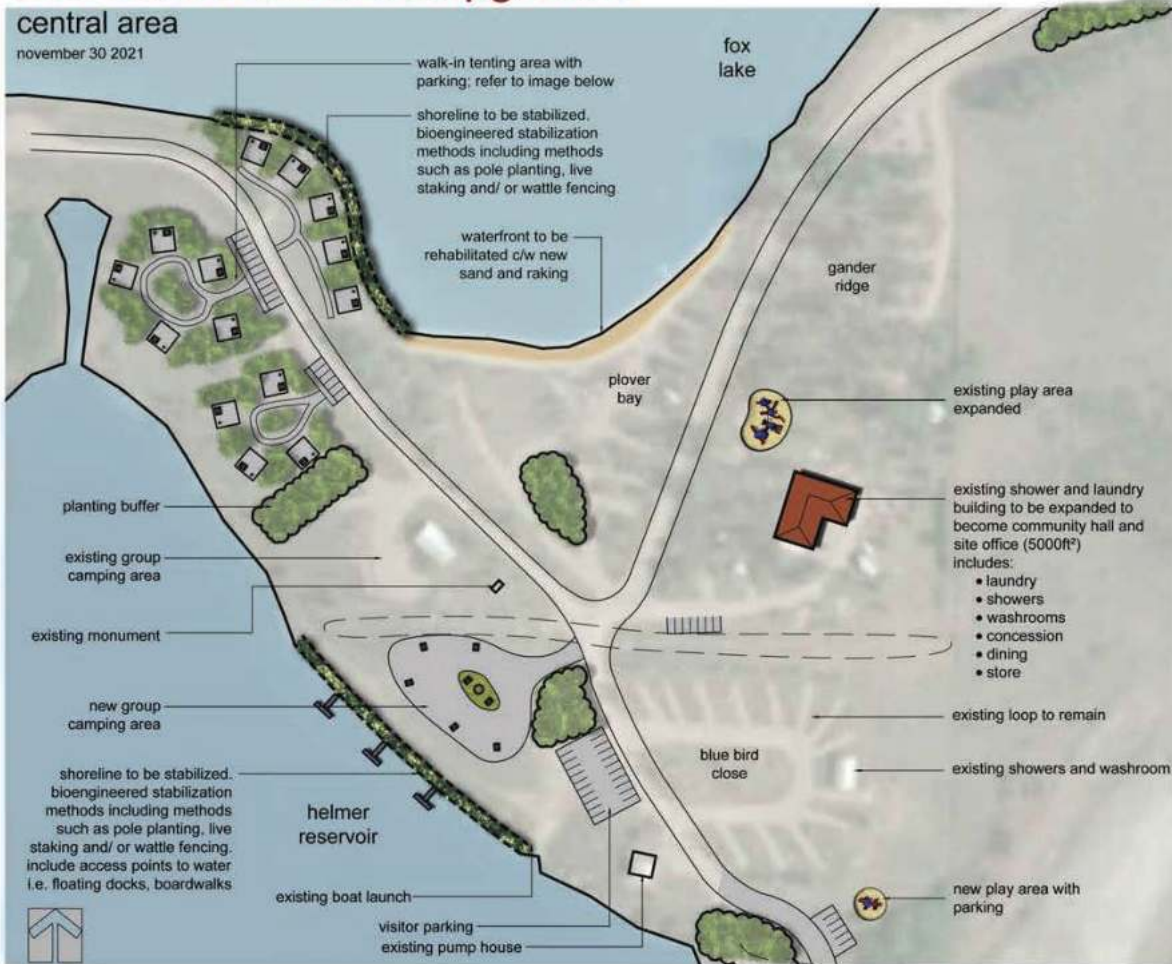 central area
november 30 2021
fox
lake
walk-in tenting area with
parking; refer to image below
shoreline to be stabilized.
bioengineered stabilization
methods including methods
such as pole planting, live
staking and/ or wattle fencing
waterfront to be
rehabilitated c/w new
sand and raking
gander
ridge
plover
bay
existing play area
expanded
existing shower and laundry
building to be expanded to
become community hall and
site office (5000ft²)
includes:
• laundry
• showers
• washrooms
• concession
• dining
• store
planting buffer
existing group
camping area
existing monument
new group
camping area
existing loop to remain
blue bird
close
existing showers and washroom
shoreline to be stabilized.
bioengineered stabilization
methods including methods
such as pole planting, live
staking and/ or wattle fencing.
include access points to water
i.e. floating docks, boardwalks
helmer
reservoir
existing boat launch
visitor parking
existing pump house
new play area with
parking